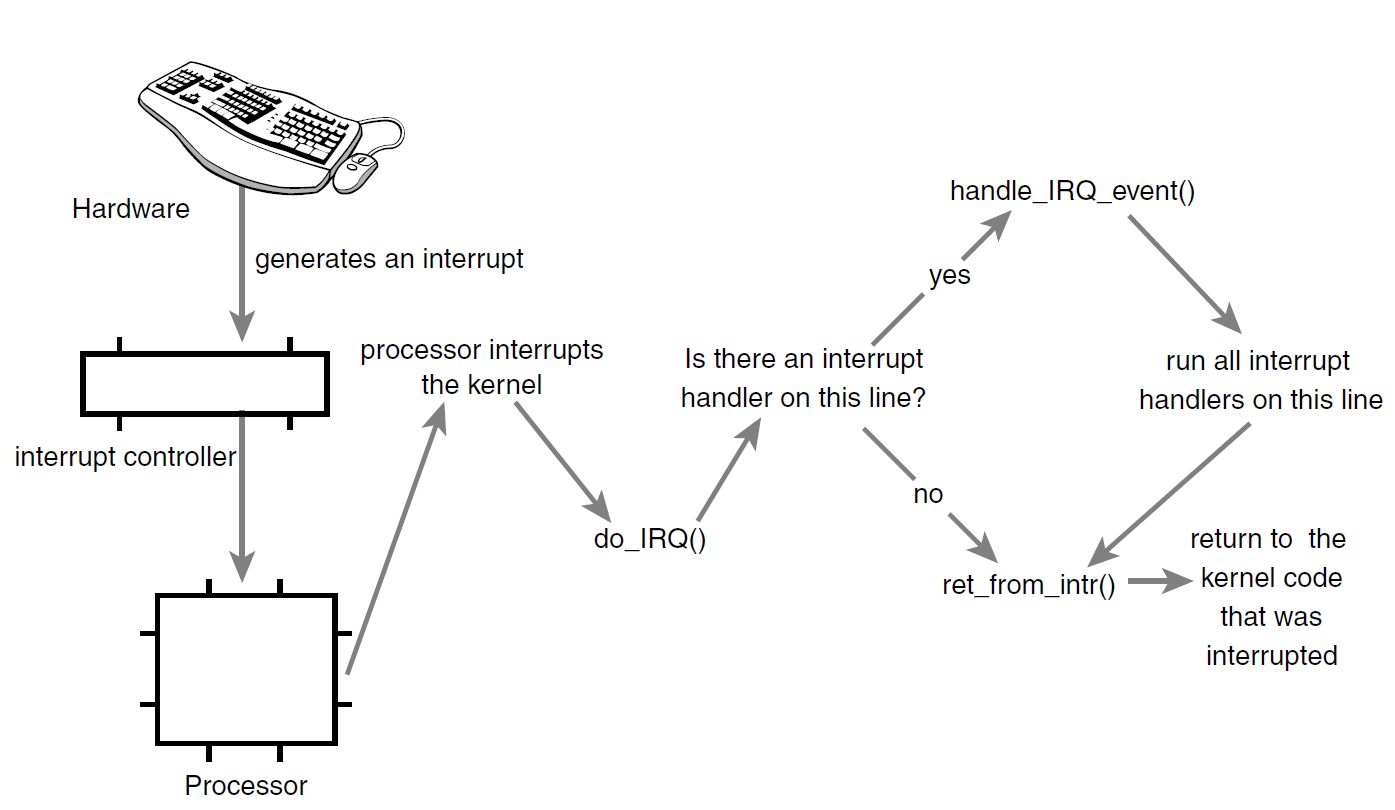 Hardware
generates an interrupt
interrupt controller
Processor
processor interrupts
the kernel
do_IRQ()
Is there an interrupt
handler on this line?
yes
no
handle_IRQ_event()
run all interrupt
handlers on this line
ret_from_intr()
return to the
kernel code
that was
interrupted